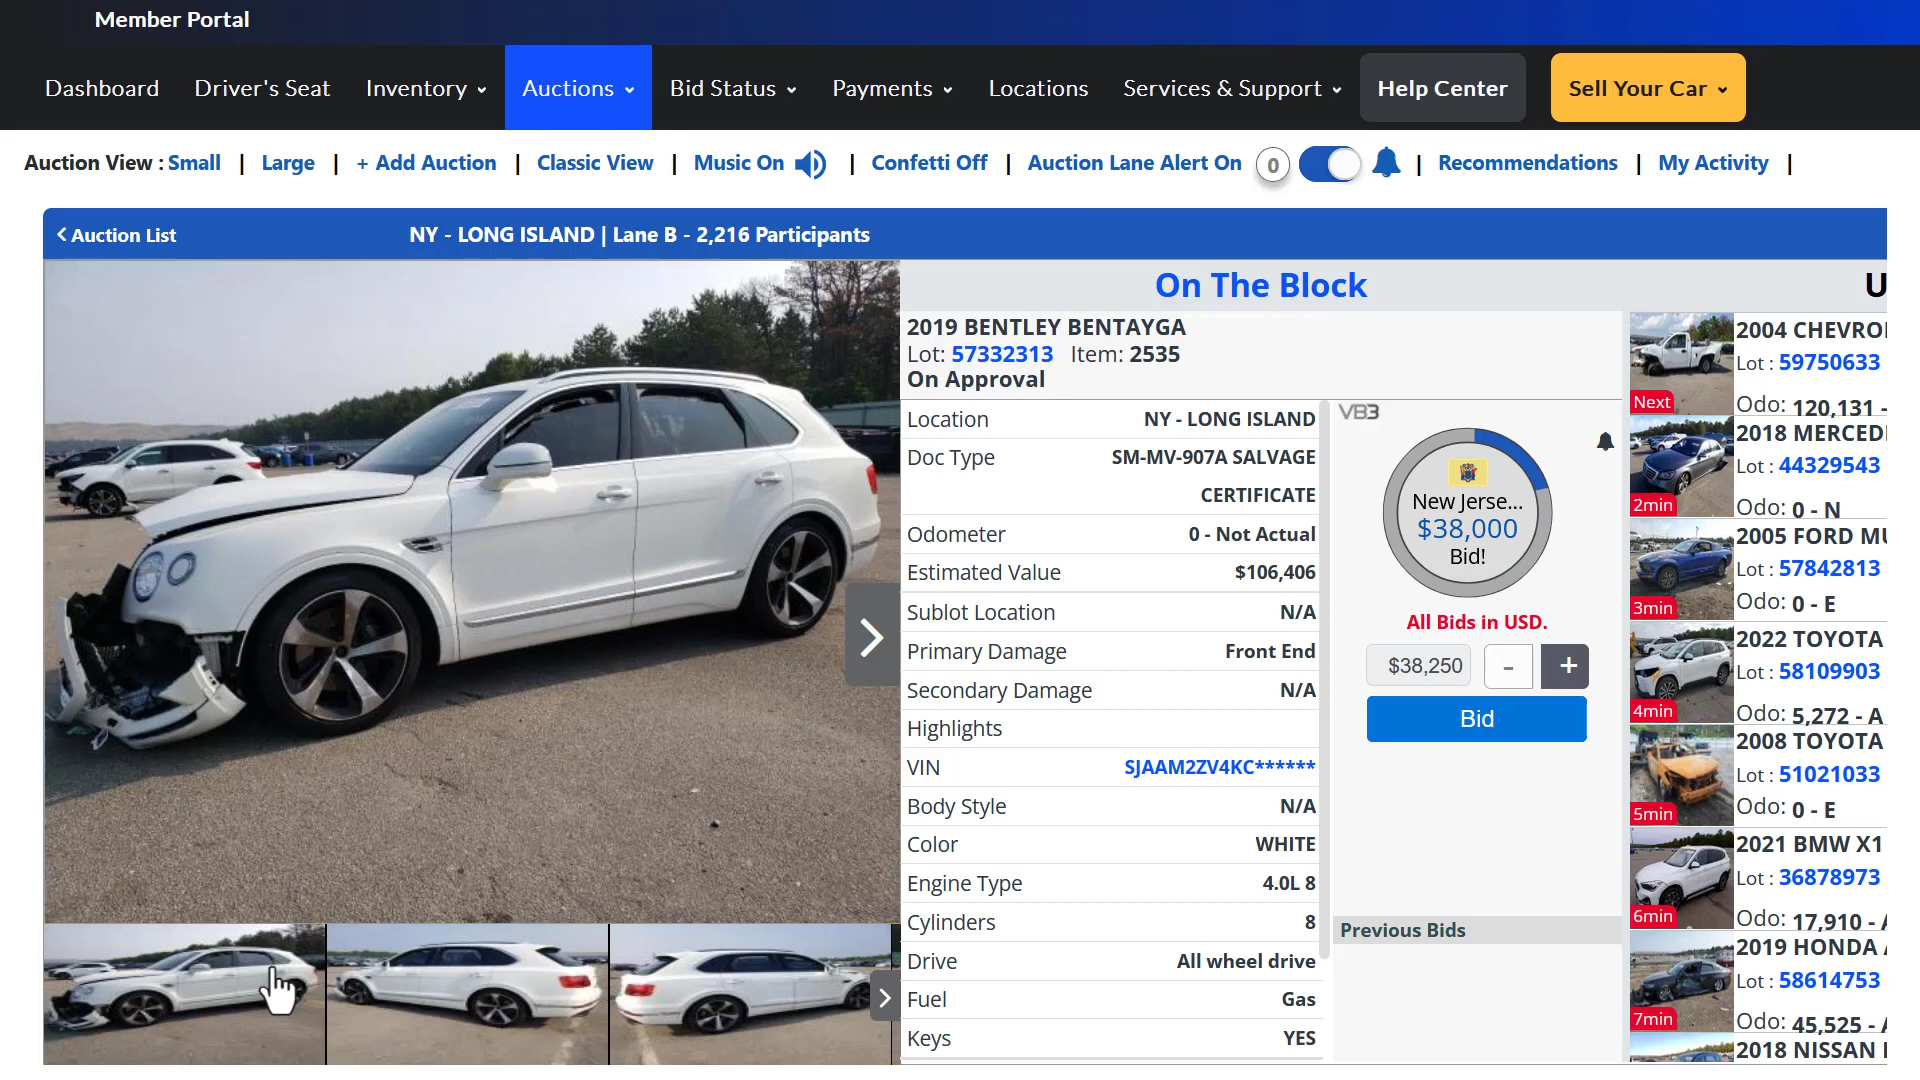 Member Portal
Dashboard Driver's Seat Inventory Auctions Bid Status Payments Locations Services & Support Help Center Sell Your Car
Auction View : Small | Large | + Add Auction | Classic View | Music On | Confetti Off | Auction Lane Alert On 0 | Recommendations | My Activity |
Auction List
NY - LONG ISLAND | Lane B - 2,216 Participants
On The Block
2019 BENTLEY BENTAYGA
Lot: 57332313 Item: 2535
On Approval
Location NY - LONG ISLAND
Doc Type SM-MV-907A SALVAGE
CERTIFICATE
Odometer 0 - Not Actual
Estimated Value $106,406
Sublot Location N/A
Primary Damage Front End
Secondary Damage N/A
Highlights
VIN SJAAM2ZV4KC******
Body Style N/A
Color WHITE
Engine Type 4.0L 8
Cylinders 8
Drive All wheel drive
Fuel Gas
Keys YES
VB3
New Jerse...
$38,000
Bid!
All Bids in USD.
$38,250 - +
Bid
Previous Bids
U
2004 CHEVRO
Lot : 59750633
Next
Odo: 120,131 -
2018 MERCED
Lot : 44329543
2min
Odo: 0 - N
2005 FORD MU
Lot : 57842813
3min
Odo: 0 - E
2022 TOYOTA
Lot : 58109903
4min
Odo: 5,272 - A
2008 TOYOTA
Lot : 51021033
5min
Odo: 0 - E
2021 BMW X1
Lot : 36878973
6min
Odo: 17,910 - A
2019 HONDA A
Lot : 58614753
7min
Odo: 45,525 - A
2018 NISSAN